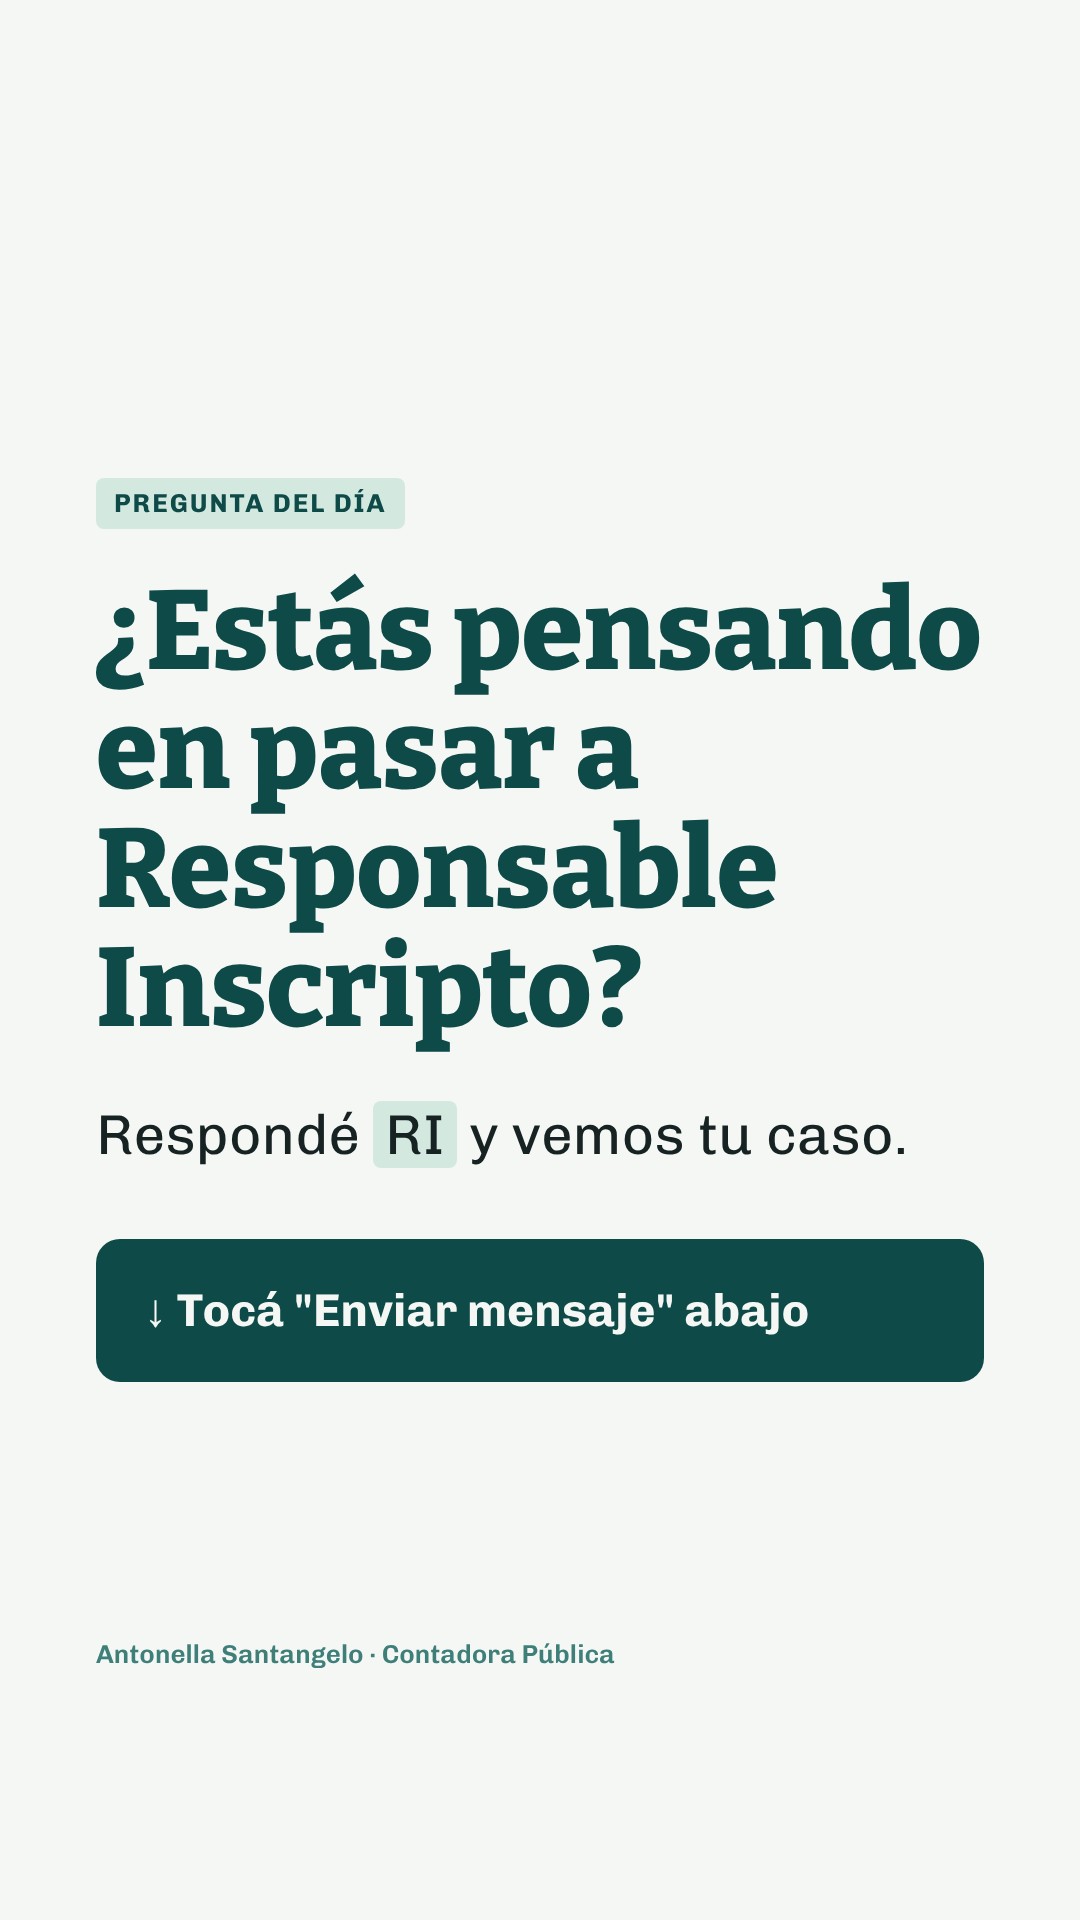 PREGUNTA DEL DÍA
¿Estás pensando
en pasar a
Responsable
Inscripto?
Respondé RI y vemos tu caso.
↓ Tocá "Enviar mensaje" abajo
Antonella Santangelo · Contadora Pública